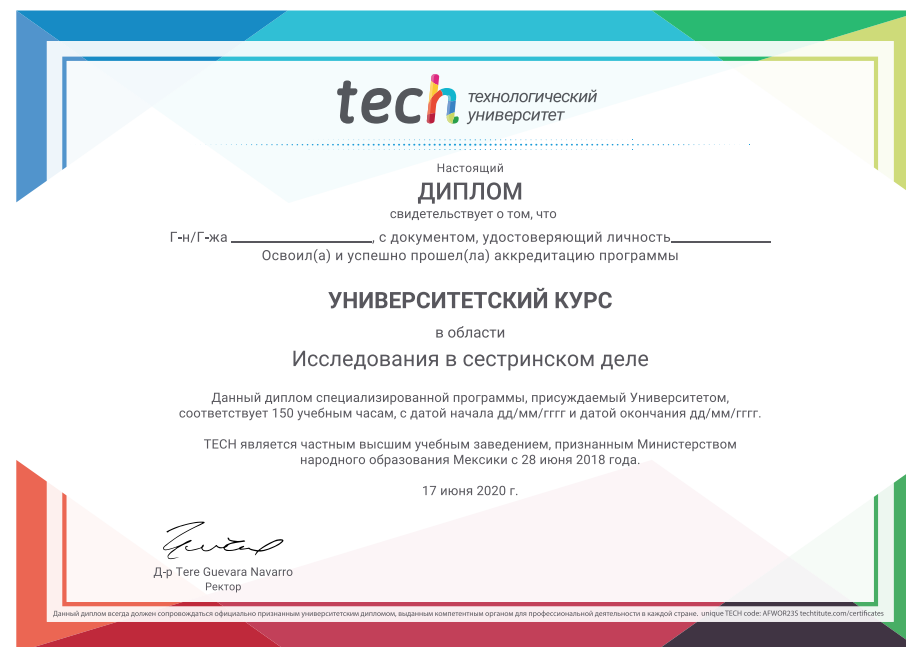 tech технологический
университет
Настоящий
ДИПЛОМ
свидетельствует о том, что
Г-н/Г-жа ________________, с документом, удостоверяющий личность____________
Освоил(а) и успешно прошел(ла) аккредитацию программы
УНИВЕРСИТЕТСКИЙ КУРС
в области
Исследования в сестринском деле
Данный диплом специализированной программы, присуждаемый Университетом,
соответствует 150 учебным часам, с датой начала дд/мм/гггг и датой окончания дд/мм/гггг.
TECH является частным высшим учебным заведением, признанным Министерством
народного образования Мексики с 28 июня 2018 года.
17 июня 2020 г.
Д-р Tere Guevara Navarro
Ректор
Данный диплом всегда должен сопровождаться официально признанным университетским дипломом, выданным компетентным органом для профессиональной деятельности в каждой стране. unique TECH code: AFWOR23S techtitute.com/certificates